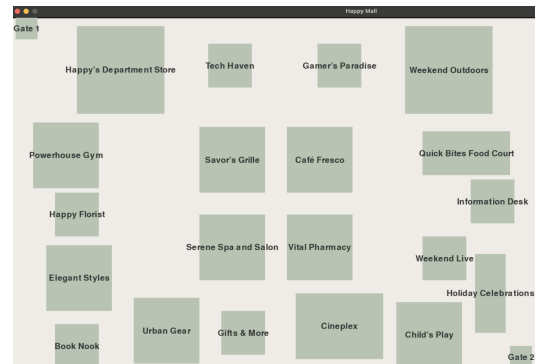 Happy Mall
Gate 1
Happy's Department Store
Tech Haven
Gamer's Paradise
Weekend Outdoors
Powerhouse Gym
Savor's Grille
Café Fresco
Quick Bites Food Court
Happy Florist
Information Desk
Serene Spa and Salon
Vital Pharmacy
Weekend Live
Elegant Styles
Holiday Celebrations
Urban Gear
Gifts & More
Cineplex
Child's Play
Book Nook
Gate 2